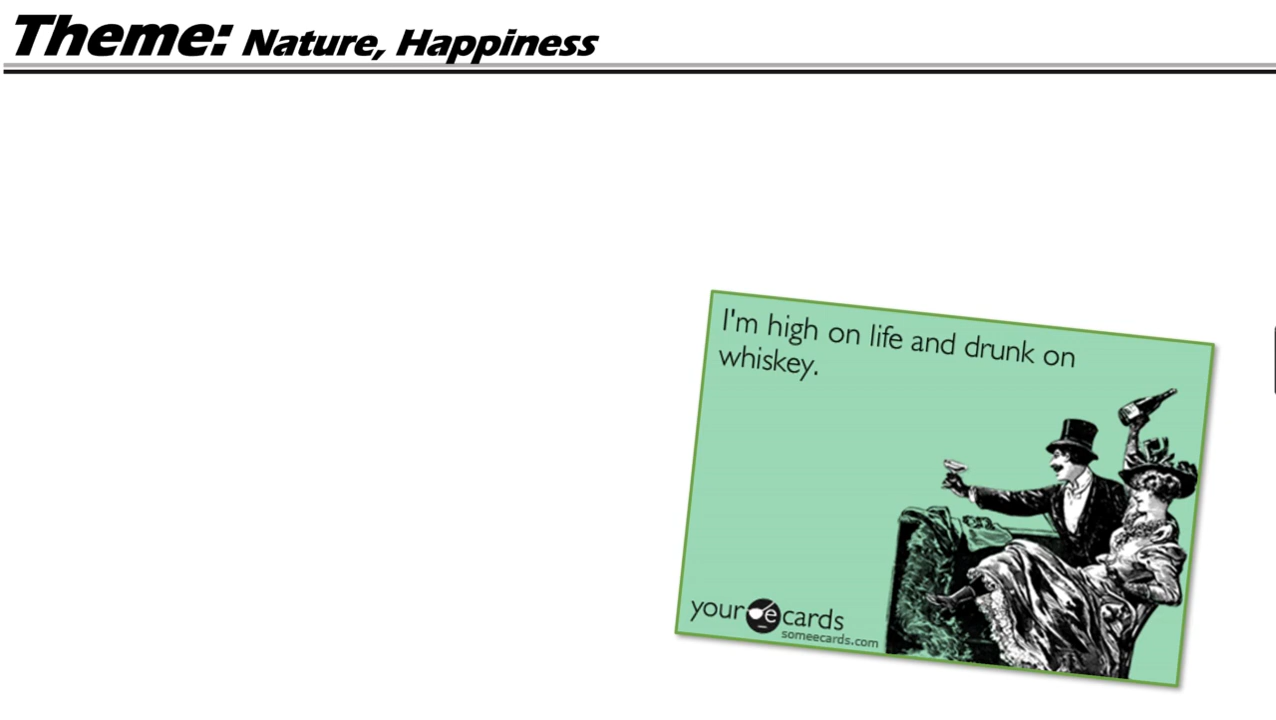 Theme: Nature, Happiness
I'm high on life and drunk on
whiskey.
your e cards
someecards.com